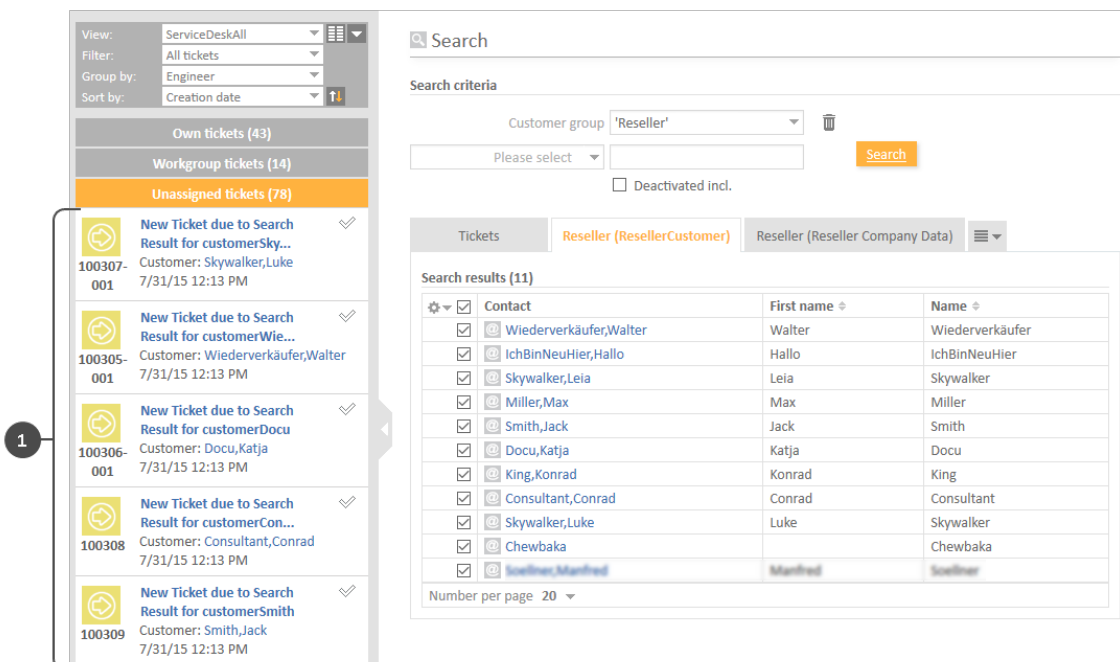 View: ServiceDeskAll
Filter: All tickets
Group by: Engineer
Sort by: Creation date
Own tickets (43)
Workgroup tickets (14)
Unassigned tickets (78)
1
New Ticket due to Search
Result for customerSky...
100307-
001
Customer: Skywalker,Luke
7/31/15 12:13 PM
New Ticket due to Search
Result for customerWie...
100305-
001
Customer: Wiederverkäufer,Walter
7/31/15 12:13 PM
New Ticket due to Search
Result for customerDocu
100306-
001
Customer: Docu,Katja
7/31/15 12:13 PM
New Ticket due to Search
Result for customerCon...
100308
Customer: Consultant,Conrad
7/31/15 12:13 PM
New Ticket due to Search
Result for customerSmith
100309
Customer: Smith,Jack
7/31/15 12:13 PM
Search
Search criteria
Customer group 'Reseller'
Please select
Search
Deactivated incl.
Tickets Reseller (ResellerCustomer) Reseller (Reseller Company Data)
Search results (11)
Contact First name Name
@ Wiederverkäufer,Walter Walter Wiederverkäufer
@ IchBinNeuHier,Hallo Hallo IchBinNeuHier
@ Skywalker,Leia Leia Skywalker
@ Miller,Max Max Miller
@ Smith,Jack Jack Smith
@ Docu,Katja Katja Docu
@ King,Konrad Konrad King
@ Consultant,Conrad Conrad Consultant
@ Skywalker,Luke Luke Skywalker
@ Chewbaka Chewbaka
@
Number per page 20